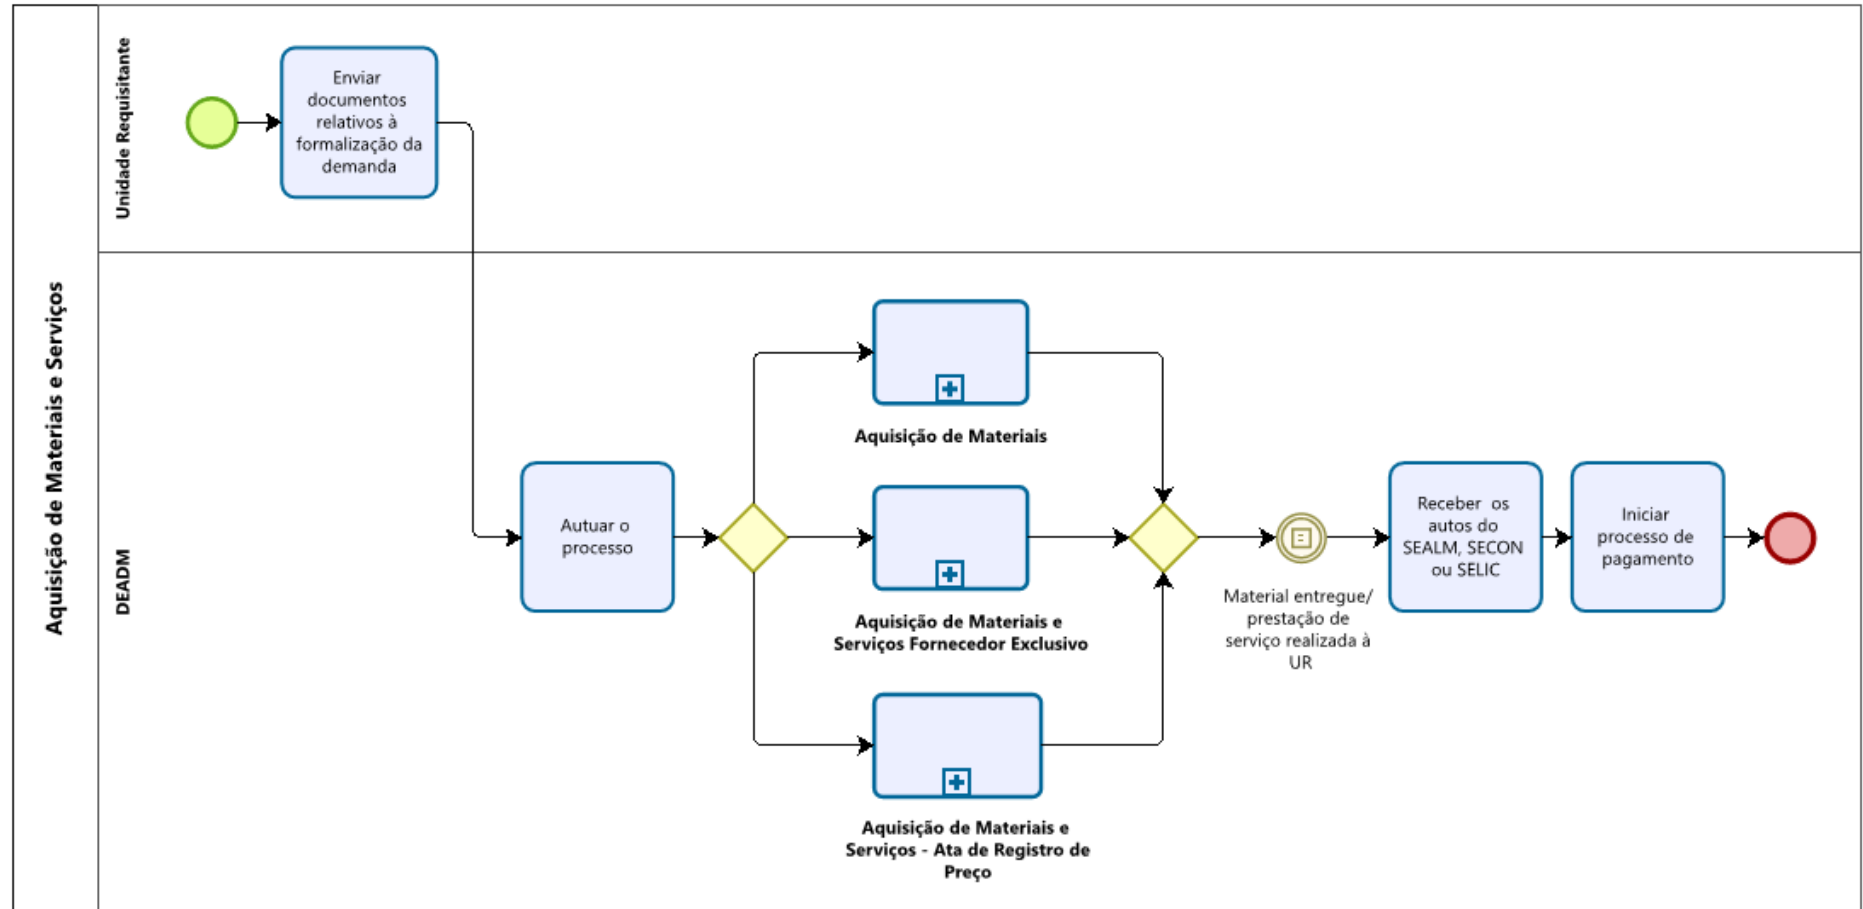 Aquisição de Materiais e Serviços
Unidade Requisitante
Enviar
documentos
relativos à
formalização da
demanda
DEADM
Autuar o
processo
Aquisição de Materiais
Aquisição de Materiais e
Serviços Fornecedor Exclusivo
Aquisição de Materiais e
Serviços - Ata de Registro de
Preço
Material entregue/
prestação de
serviço realizada à
UR
Receber os
autos do
SEALM, SECON
ou SELIC
Iniciar
processo de
pagamento